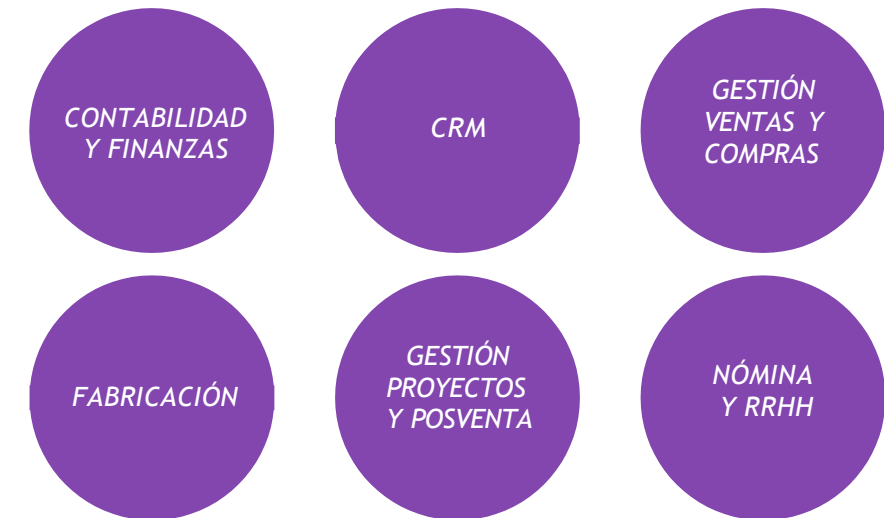 CONTABILIDAD
Y FINANZAS
CRM
GESTIÓN
VENTAS Y
COMPRAS
FABRICACIÓN
GESTIÓN
PROYECTOS
Y POSVENTA
NÓMINA
Y RRHH